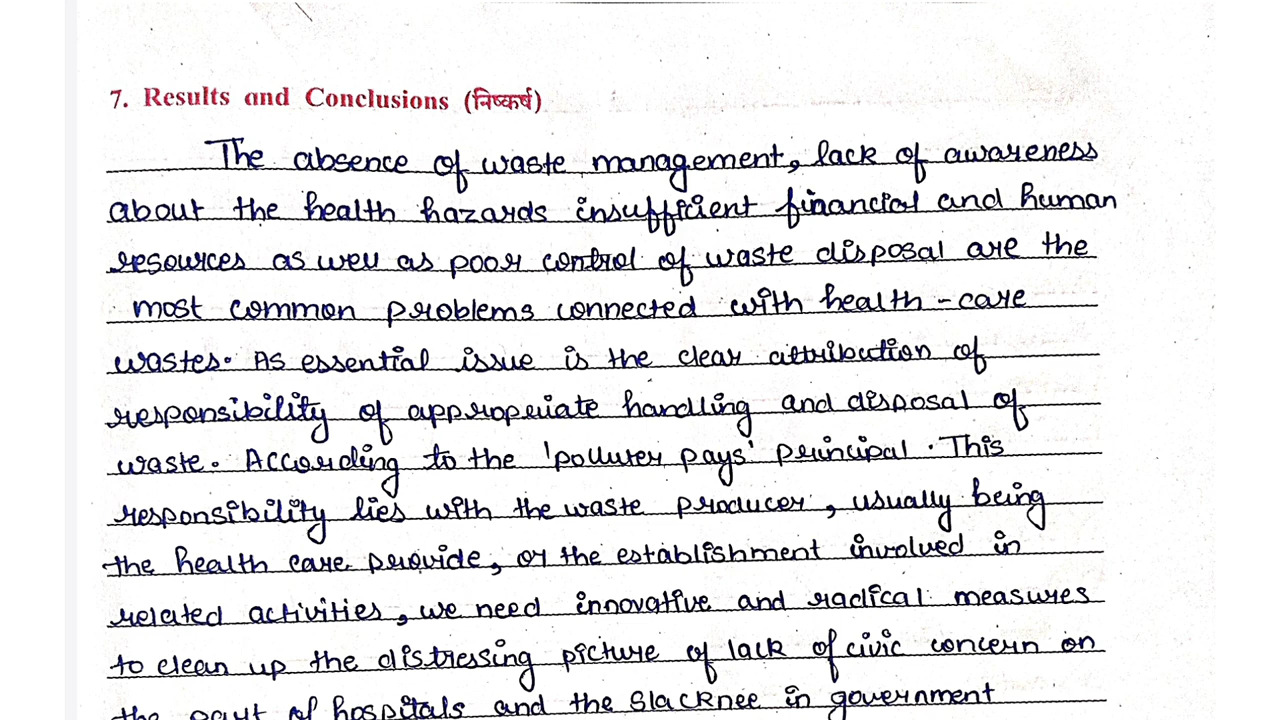 7. Results and Conclusions (निष्कर्ष)
The absence of waste management, lack of awareness
about the health hazards insufficient financial and human
resources as well as poor control of waste disposal are the
most common problems connected with health-care
wastes. As essential issue is the clear attribution of
responsibility of appropriate handling and disposal of
waste. According to the 'polluter pays' principal. This
responsibility lies with the waste producer, usually being
the health care provide, or the establishment involved in
related activities, we need innovative and radical measures
to clean up the distressing picture of lack of civic concern on
the part of hospitals and the slacknee in government